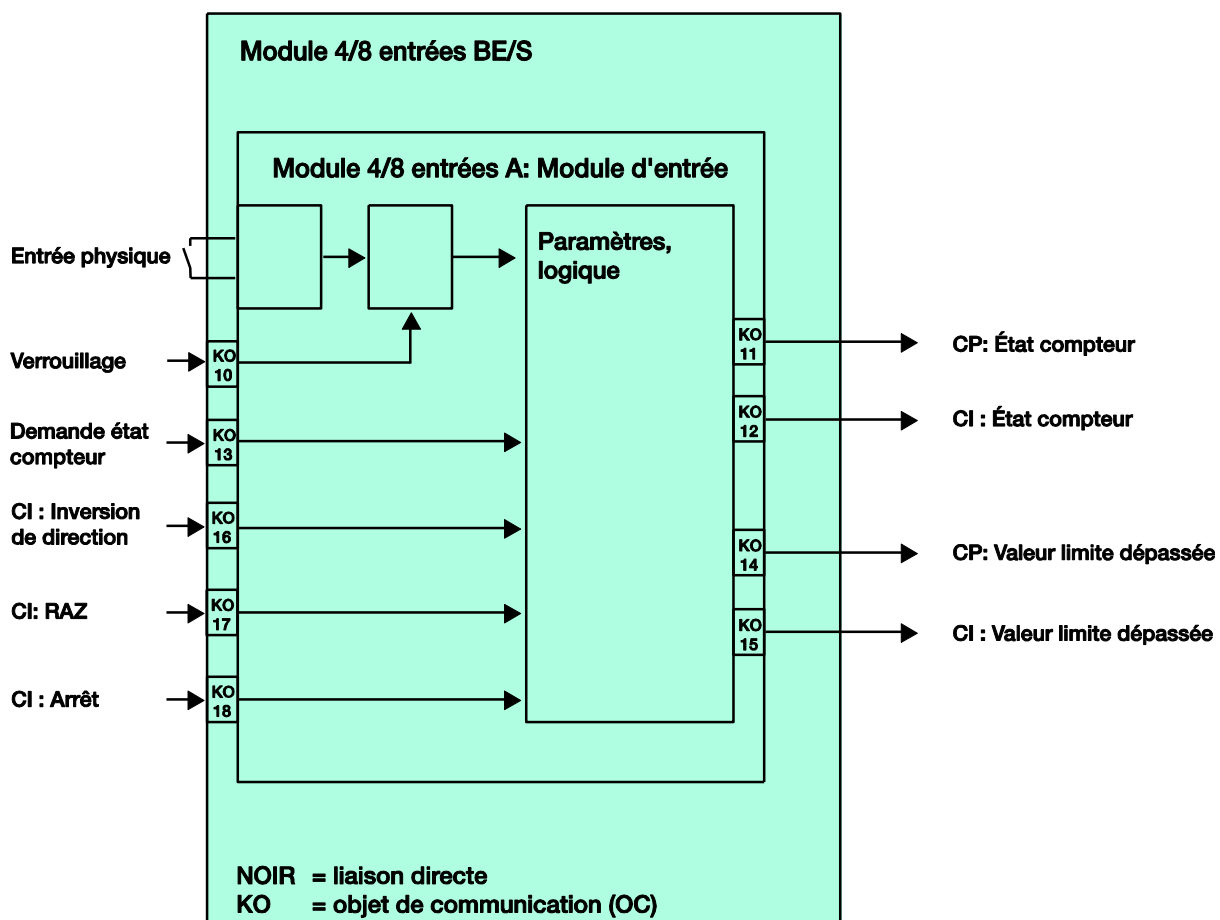 Module 4/8 entrées BE/S
Module 4/8 entrées A: Module d'entrée
Entrée physique
Paramètres,
logique
Verrouillage
KO
10
KO
11
CP: État compteur
Demande état
compteur
KO
13
KO
12
CI : État compteur
CI : Inversion
de direction
KO
16
KO
14
CP: Valeur limite dépassée
CI: RAZ
KO
17
KO
15
CI : Valeur limite dépassée
CI : Arrêt
KO
18
NOIR = liaison directe
KO = objet de communication (OC)